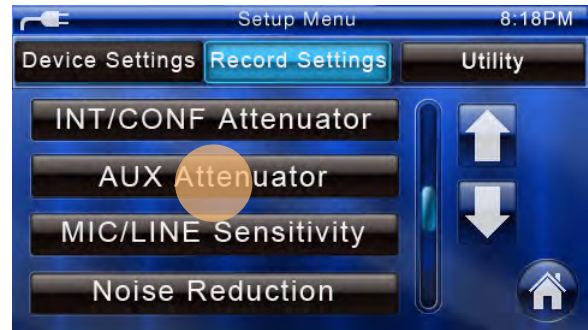 Setup Menu 8:18PM
Device Settings Record Settings Utility
INT/CONF Attenuator
AUX Attenuator
MIC/LINE Sensitivity
Noise Reduction